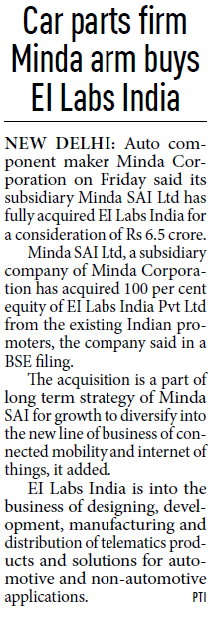 Car parts firm
Minda arm buys
EI Labs India
NEW DELHI: Auto com-
ponent maker Minda Cor-
poration on Friday said its
subsidiary Minda SAI Ltd has
fully acquired EI Labs India for
a consideration of Rs 6.5 crore.
Minda SAI Ltd, a subsidiary
company of Minda Corpora-
tion has acquired 100 per cent
equity of EI Labs India Pvt Ltd
from the existing Indian pro-
moters, the company said in a
BSE filing.
The acquisition is a part of
long term strategy of Minda
SAI for growth to diversify into
the new line of business of con-
nected mobility and internet of
things, it added.
EI Labs India is into the
business of designing, devel-
opment, manufacturing and
distribution of telematics prod-
ucts and solutions for auto-
motive and non-automotive
applications. PTI